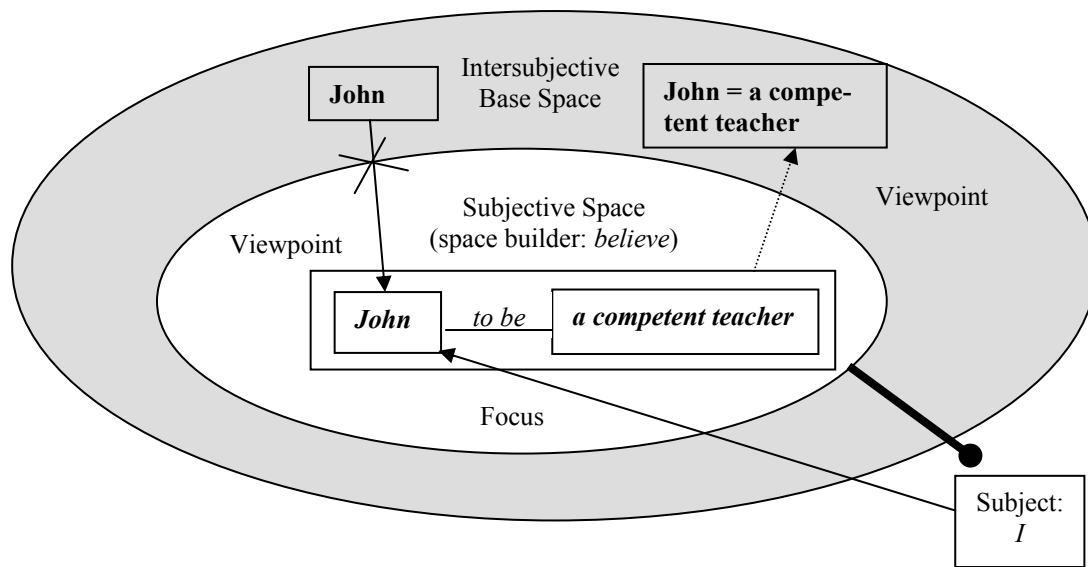 Intersubjective
Base Space
John
John = a compe-
tent teacher
Viewpoint
Subjective Space
(space builder: believe)
Viewpoint
John to be a competent teacher
Focus
Subject:
I